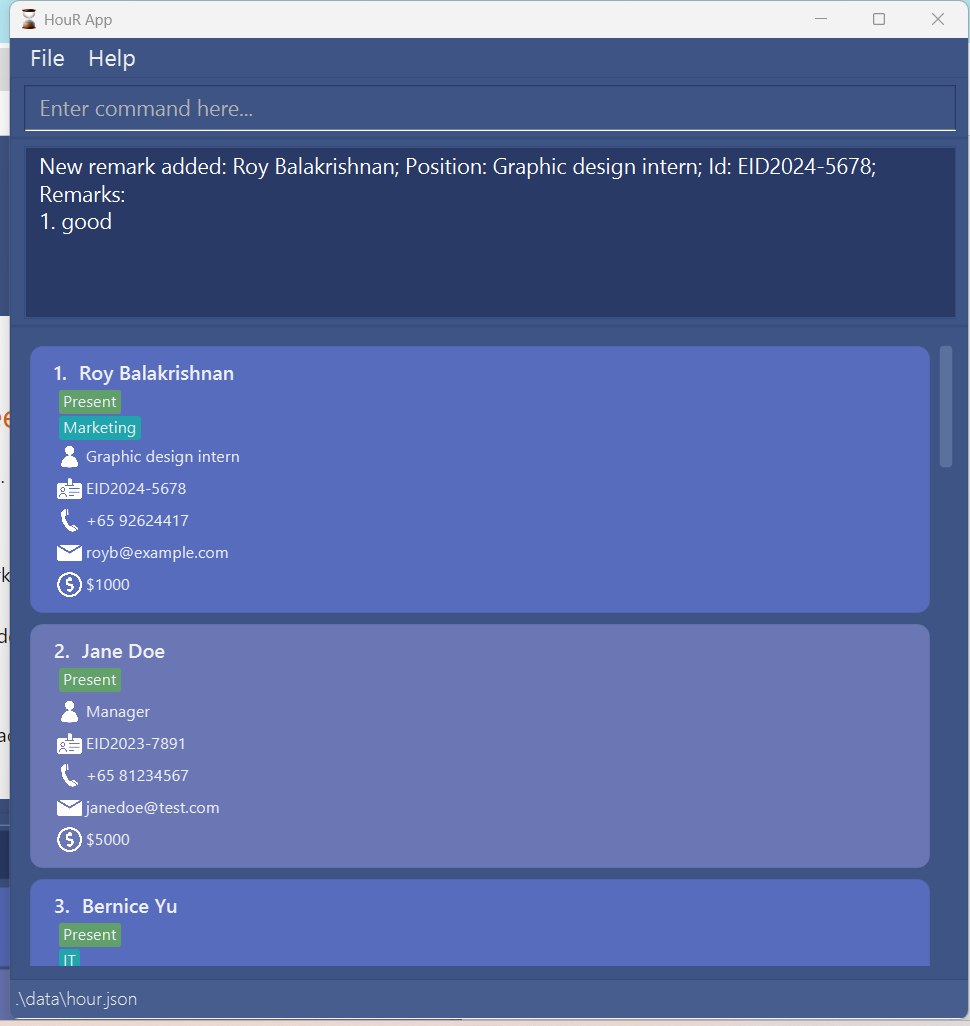 HouR App
File Help
Enter command here...
New remark added: Roy Balakrishnan; Position: Graphic design intern; Id: EID2024-5678;
Remarks:
1. good
1. Roy Balakrishnan
Present
Marketing
Graphic design intern
EID2024-5678
+65 92624417
royb@example.com
$1000
2. Jane Doe
Present
Manager
EID2023-7891
+65 81234567
janedoe@test.com
$5000
3. Bernice Yu
Present
IT
.\data\hour.json